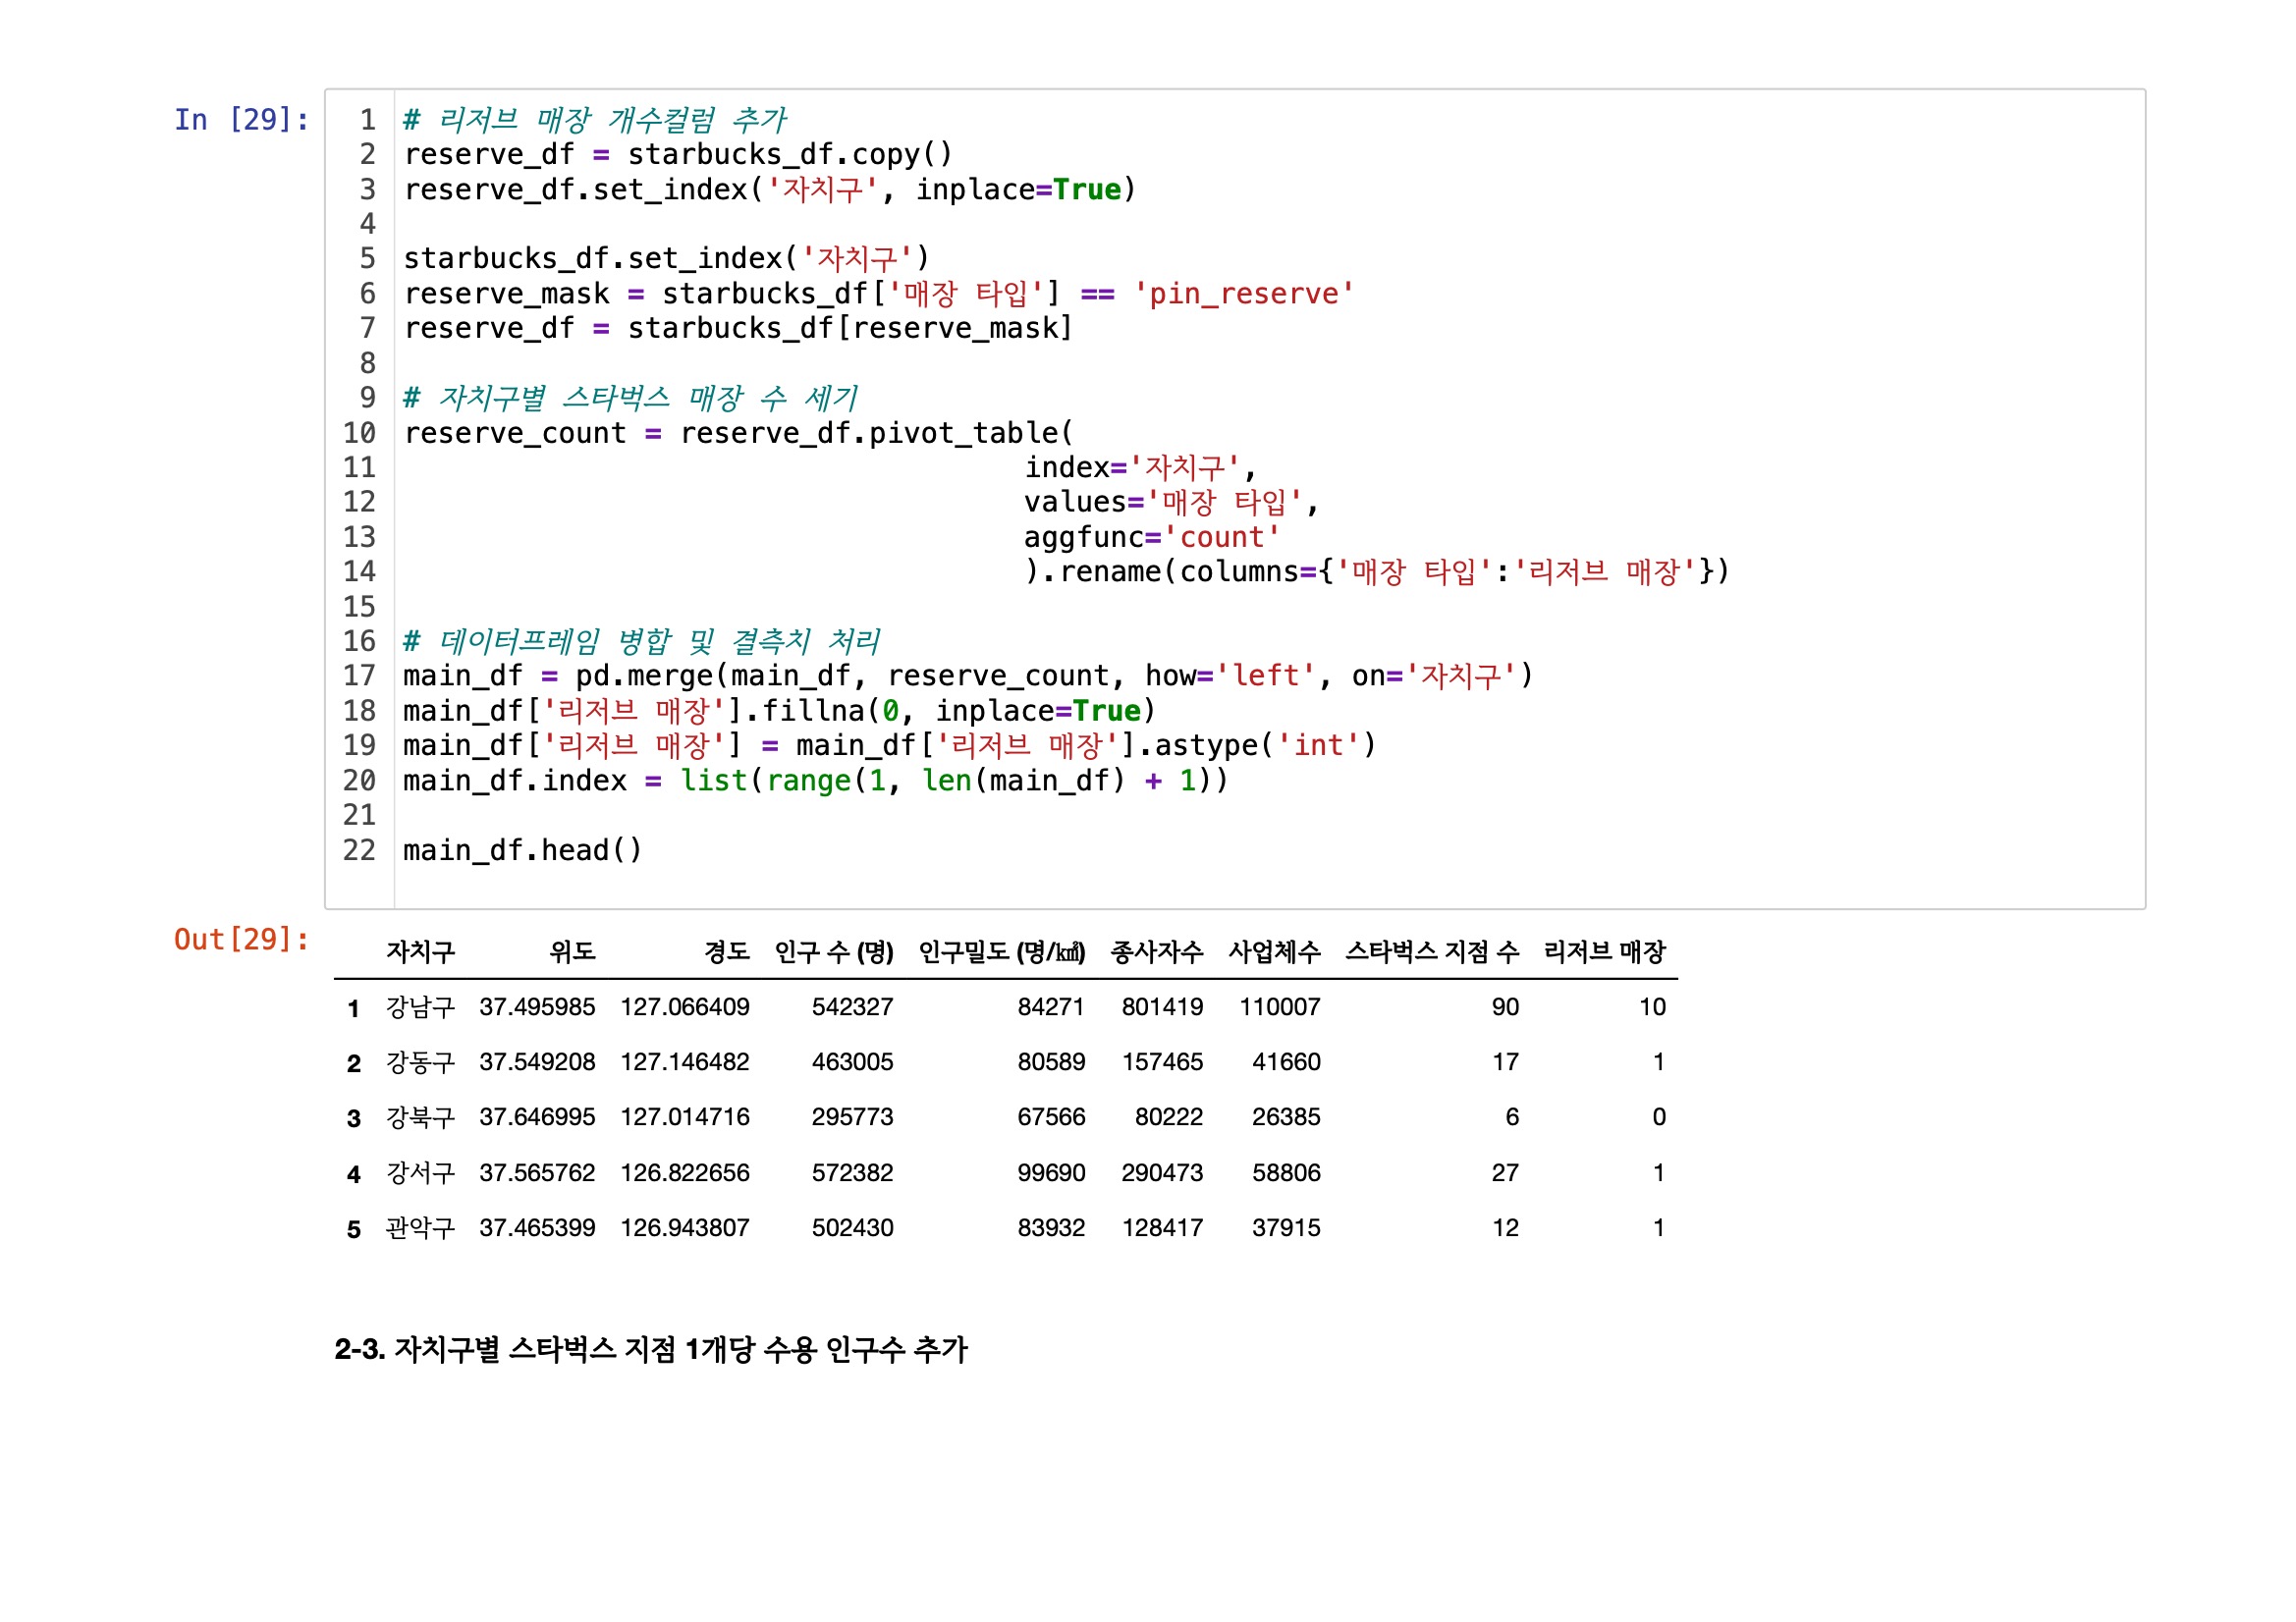 In [29]:
1 # 리저브 매장 개수컬럼 추가
2 reserve_df = starbucks_df.copy()
3 reserve_df.set_index('자치구', inplace=True)
4
5 starbucks_df.set_index('자치구')
6 reserve_mask = starbucks_df['매장 타입'] == 'pin_reserve'
7 reserve_df = starbucks_df[reserve_mask]
8
9 # 자치구별 스타벅스 매장 수 세기
10 reserve_count = reserve_df.pivot_table(
11 index='자치구',
12 values='매장 타입',
13 aggfunc='count'
14 ).rename(columns={'매장 타입':'리저브 매장'})
15
16 # 데이터프레임 병합 및 결측치 처리
17 main_df = pd.merge(main_df, reserve_count, how='left', on='자치구')
18 main_df['리저브 매장'].fillna(0, inplace=True)
19 main_df['리저브 매장'] = main_df['리저브 매장'].astype('int')
20 main_df.index = list(range(1, len(main_df) + 1))
21
22 main_df.head()
Out[29]:
자치구 위도 경도 인구 수 (명) 인구밀도 (명/㎢) 종사자수 사업체수 스타벅스 지점 수 리저브 매장
1 강남구 37.495985 127.066409 542327 84271 801419 110007 90 10
2 강동구 37.549208 127.146482 463005 80589 157465 41660 17 1
3 강북구 37.646995 127.014716 295773 67566 80222 26385 6 0
4 강서구 37.565762 126.822656 572382 99690 290473 58806 27 1
5 관악구 37.465399 126.943807 502430 83932 128417 37915 12 1
2-3. 자치구별 스타벅스 지점 1개당 수용 인구수 추가